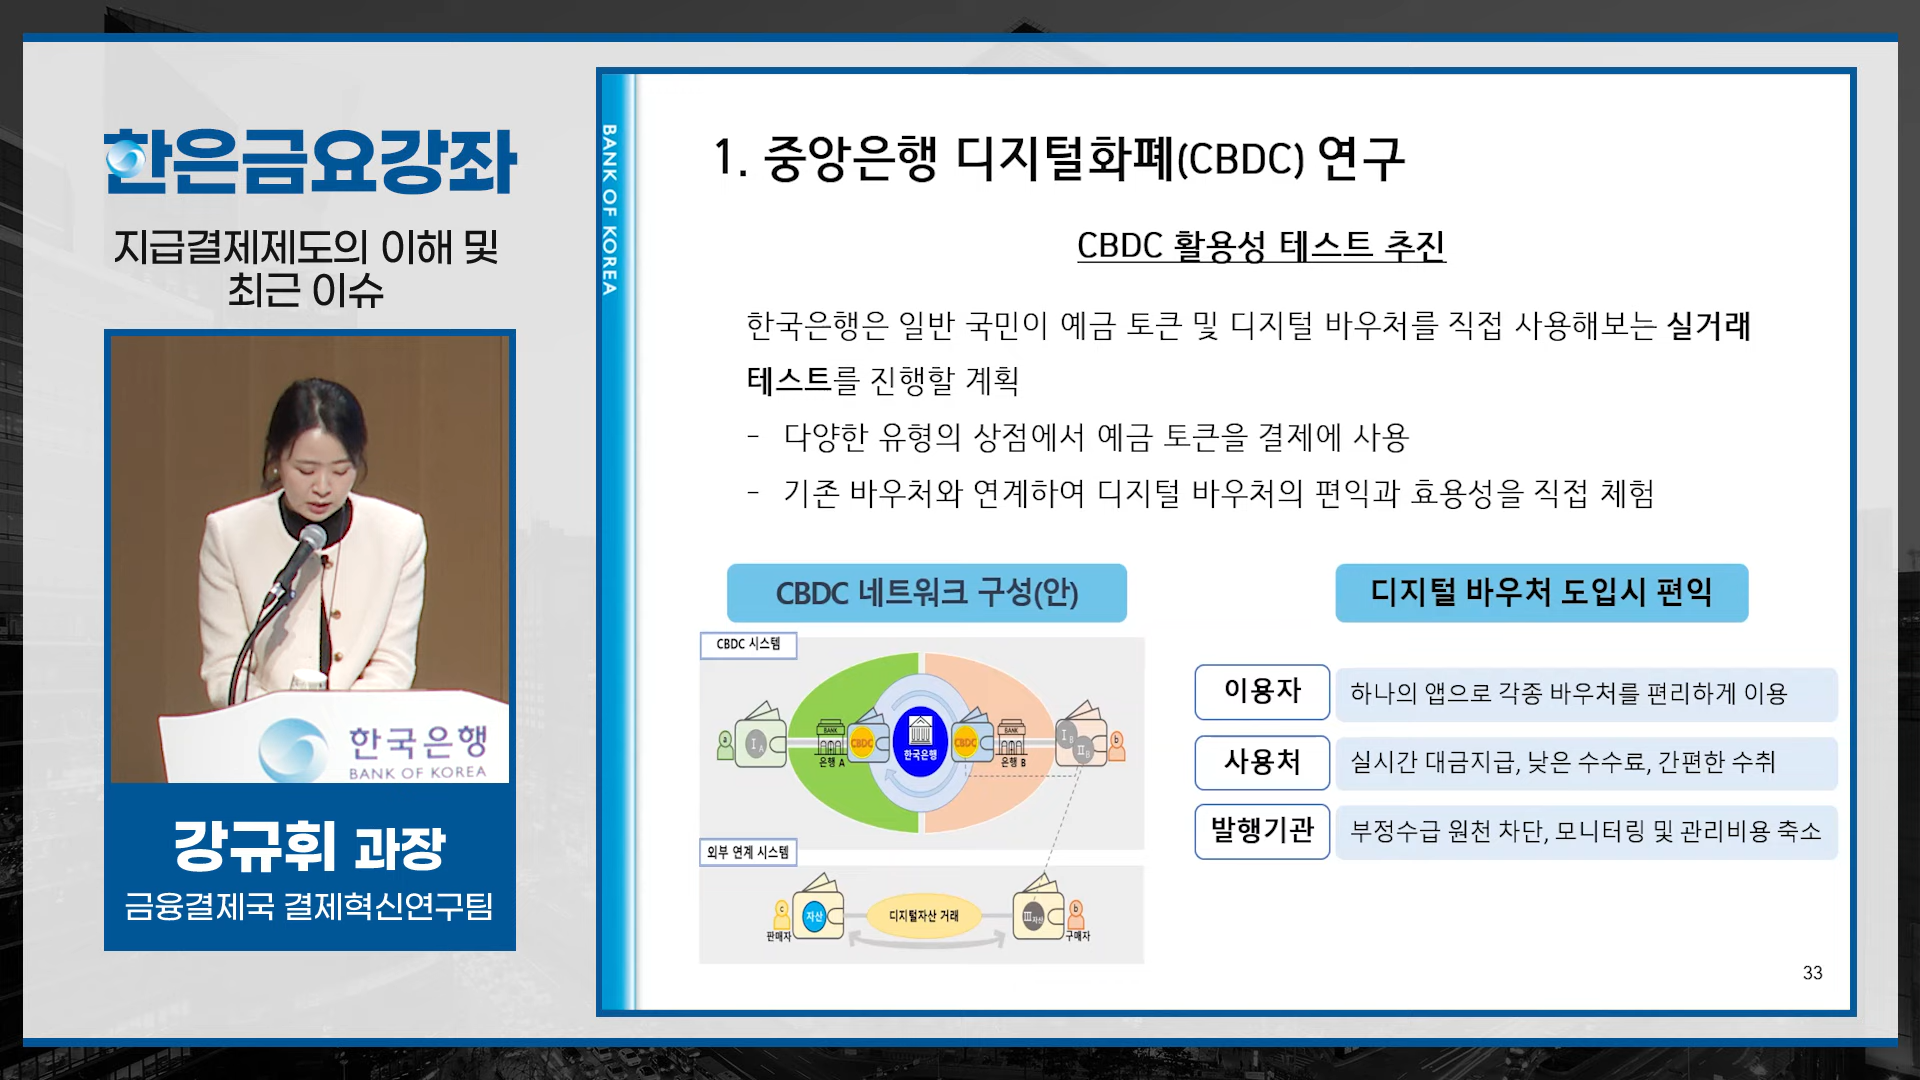 한은금요강좌
지급결제제도의 이해 및
최근 이슈
한국은행
BANK OF KOREA
강규휘 과장
금융결제국 결제혁신연구팀
BANK OF KOREA
1. 중앙은행 디지털화폐(CBDC) 연구
CBDC 활용성 테스트 추진
한국은행은 일반 국민이 예금 토큰 및 디지털 바우처를 직접 사용해보는 실거래
테스트를 진행할 계획
- 다양한 유형의 상점에서 예금 토큰을 결제에 사용
- 기존 바우처와 연계하여 디지털 바우처의 편익과 효용성을 직접 체험
CBDC 네트워크 구성(안)
CBDC 시스템
a
I A
BANK
은행 A
CBDC
한국은행
CBDC
BANK
은행 B
I B
II B
b
외부 연계 시스템
c
판매자
자산
디지털자산 거래
III 자산
b
구매자
디지털 바우처 도입시 편익
이용자
하나의 앱으로 각종 바우처를 편리하게 이용
사용처
실시간 대금지급, 낮은 수수료, 간편한 수취
발행기관
부정수급 원천 차단, 모니터링 및 관리비용 축소
33